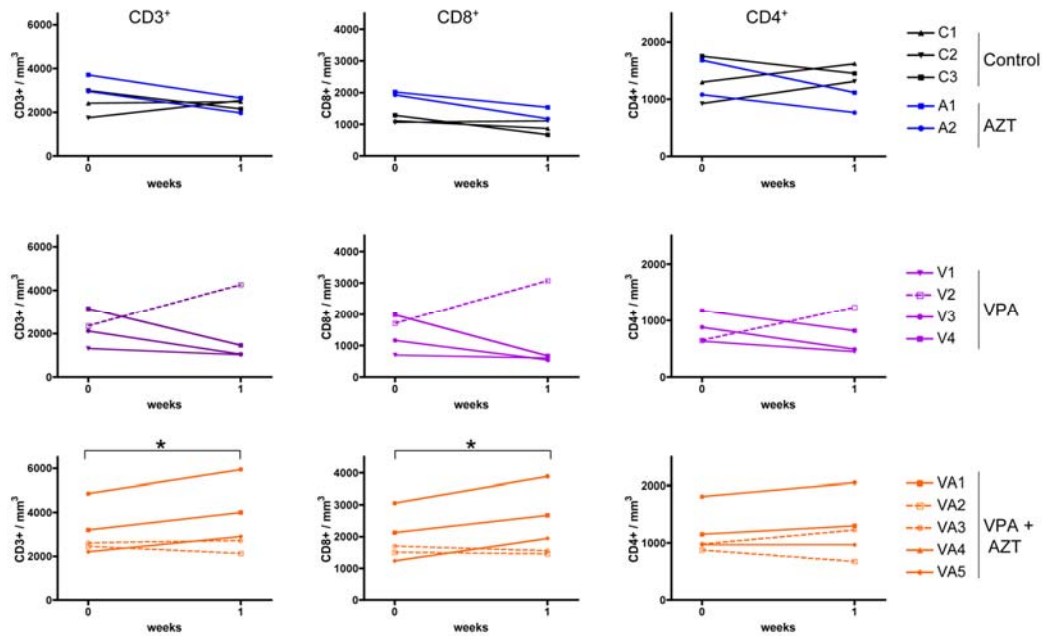 CD3⁺ CD8⁺ CD4⁺
CD3+ / mm³
6000
4000
2000
0
0 1
weeks
CD8+ / mm³
4000
3000
2000
1000
0
0 1
weeks
CD4+ / mm³
2000
1000
0
0 1
weeks
C1
C2
C3
Control
A1
A2
AZT
CD3+ / mm³
6000
4000
2000
0
0 1
weeks
CD8+ / mm³
4000
3000
2000
1000
0
0 1
weeks
CD4+ / mm³
2000
1000
0
0 1
weeks
V1
V2
V3
V4
VPA
CD3+ / mm³
6000
4000
2000
0
*
0 1
weeks
CD8+ / mm³
4000
3000
2000
1000
0
*
0 1
weeks
CD4+ / mm³
2000
1000
0
0 1
weeks
VA1
VA2
VA3
VA4
VA5
VPA +
AZT